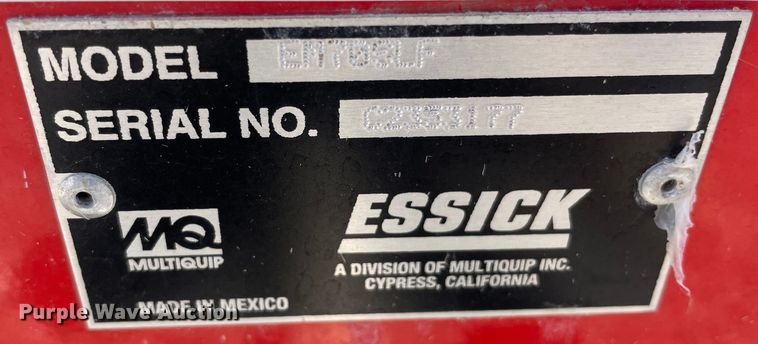 MODEL EM70SLF
SERIAL NO. C2353177
MQ
MULTIQUIP
ESSICK
A DIVISION OF MULTIQUIP INC.
CYPRESS, CALIFORNIA
MADE IN MEXICO
Purple Wave Auction